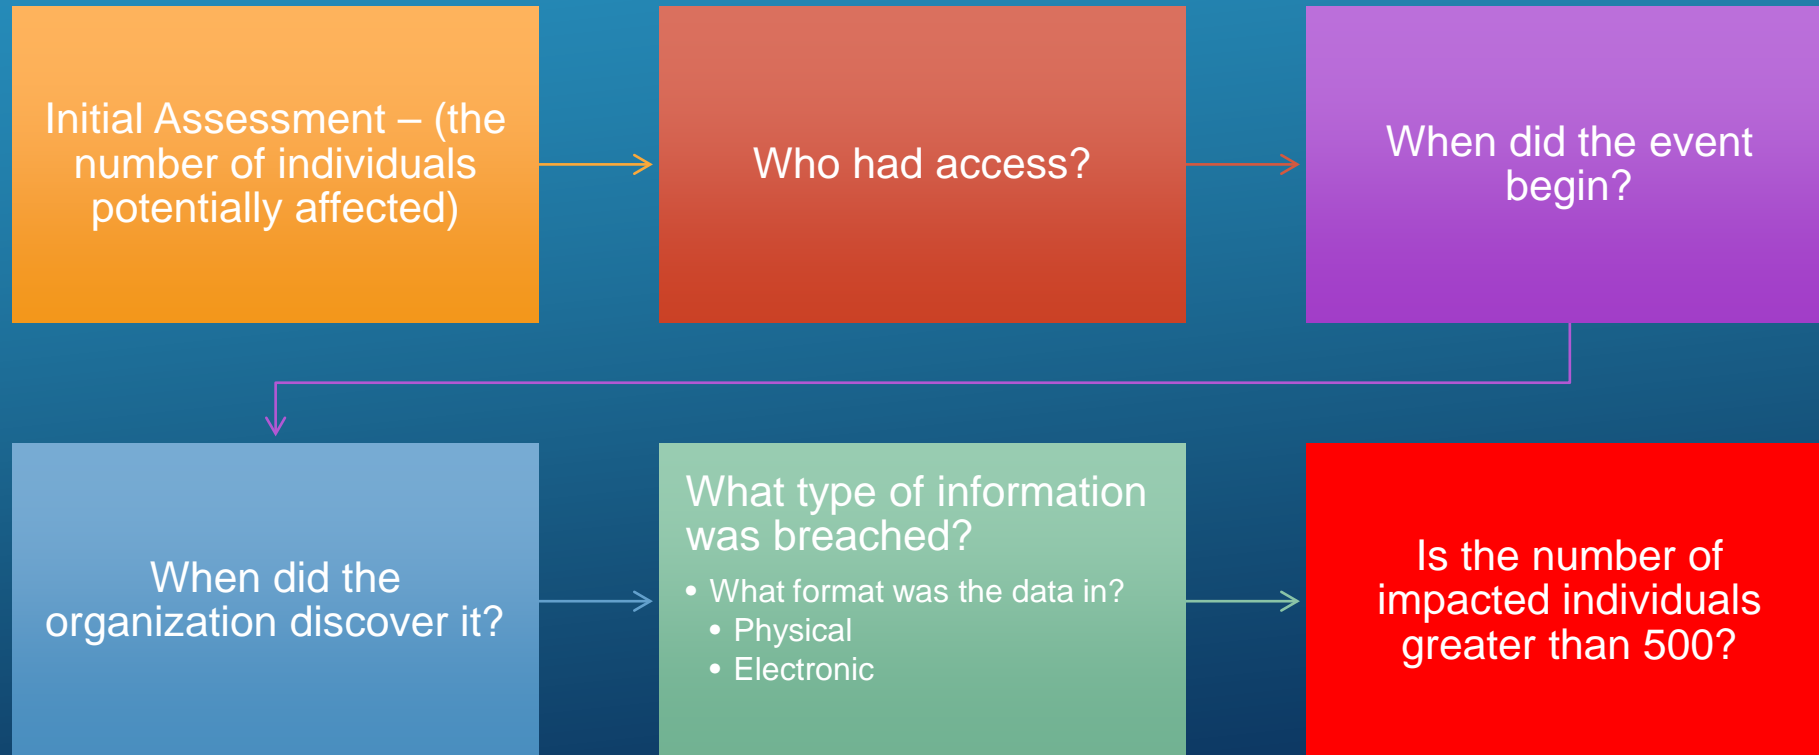 Initial Assessment – (the
number of individuals
potentially affected)
Who had access?
When did the event
begin?
When did the
organization discover it?
What type of information
was breached?
• What format was the data in?
• Physical
• Electronic
Is the number of
impacted individuals
greater than 500?